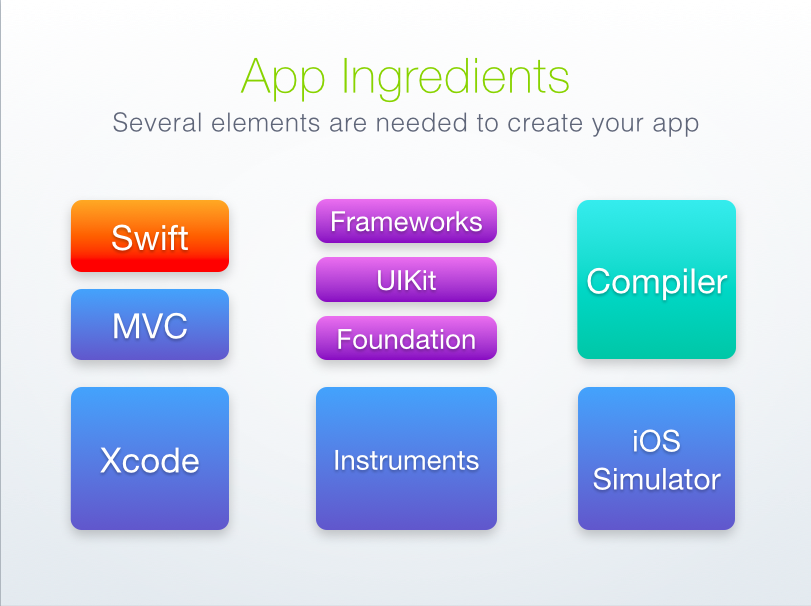 App Ingredients
Several elements are needed to create your app
Swift
MVC
Xcode
Frameworks
UIKit
Foundation
Instruments
Compiler
iOS
Simulator